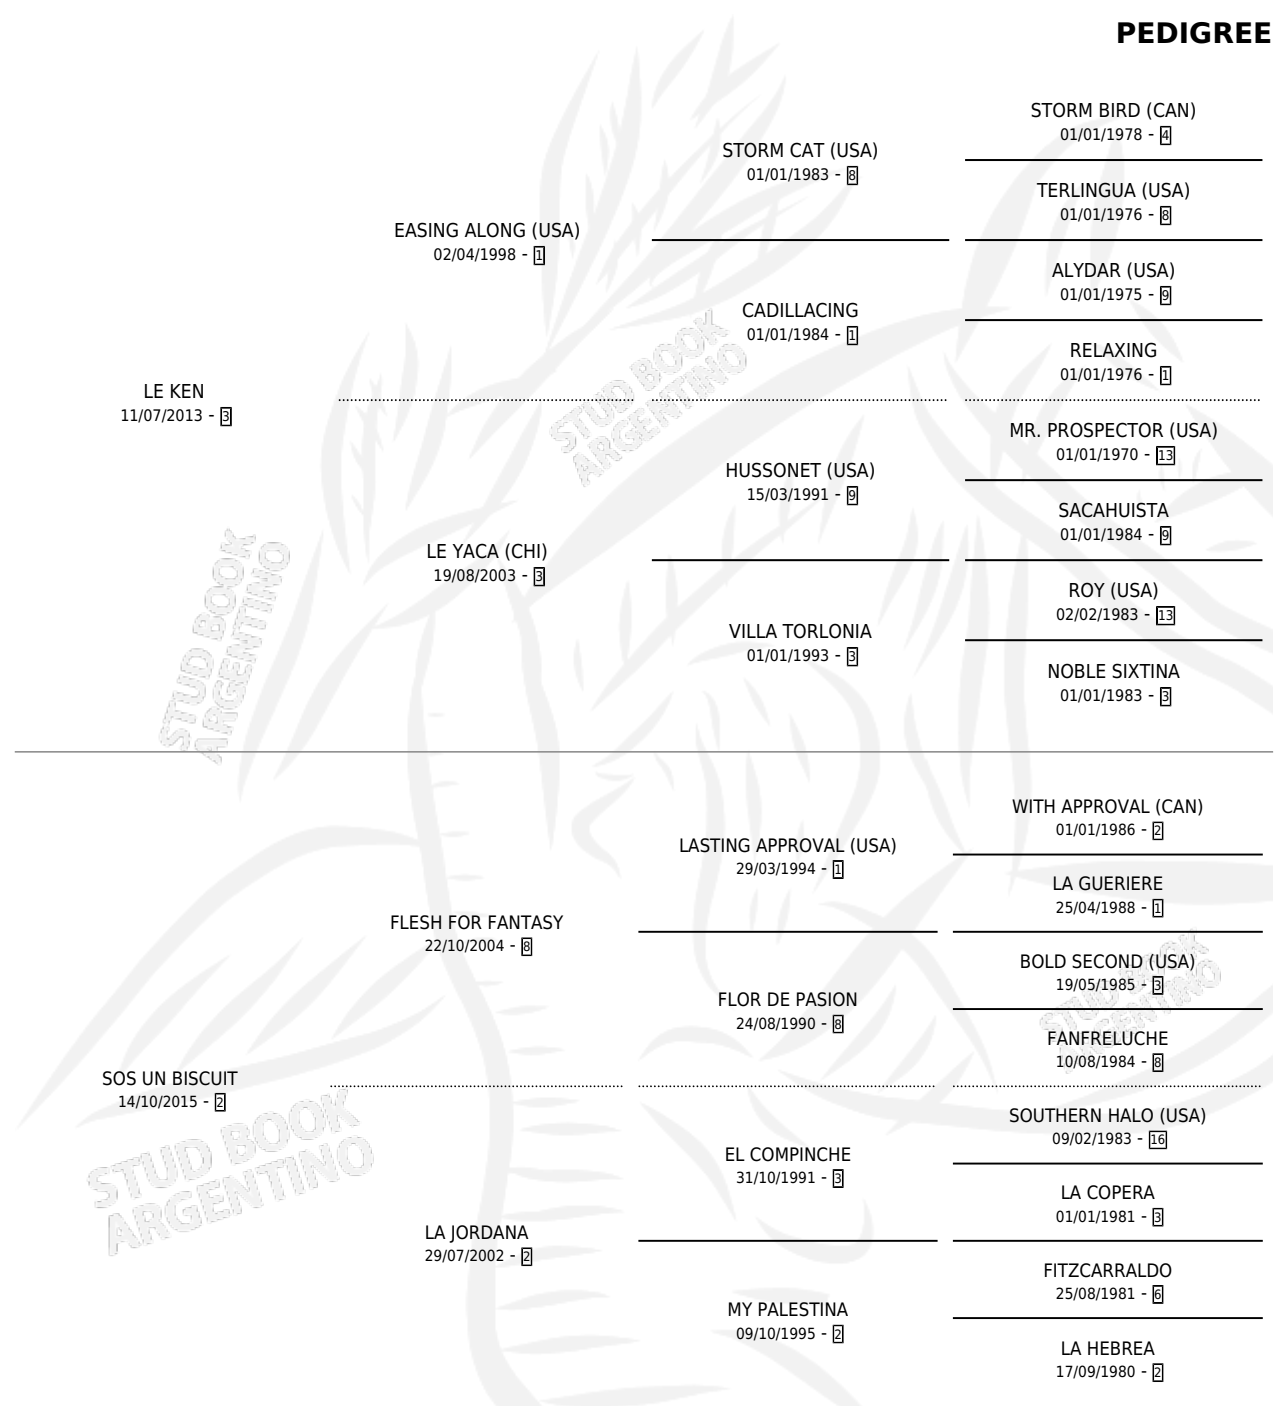 PEDIGREE
STORM BIRD (CAN)
01/01/1978 - 4
STORM CAT (USA)
01/01/1983 - 8
TERLINGUA (USA)
01/01/1976 - 8
EASING ALONG (USA)
02/04/1998 - 1
ALYDAR (USA)
01/01/1975 - 9
CADILLACING
01/01/1984 - 1
RELAXING
01/01/1976 - 1
LE KEN
11/07/2013 - 3
MR. PROSPECTOR (USA)
01/01/1970 - 13
HUSSONET (USA)
15/03/1991 - 9
SACAHUISTA
01/01/1984 - 9
LE YACA (CHI)
19/08/2003 - 3
ROY (USA)
02/02/1983 - 13
VILLA TORLONIA
01/01/1993 - 3
NOBLE SIXTINA
01/01/1983 - 3
WITH APPROVAL (CAN)
01/01/1986 - 2
LASTING APPROVAL (USA)
29/03/1994 - 1
LA GUERIERE
25/04/1988 - 1
FLESH FOR FANTASY
22/10/2004 - 8
BOLD SECOND (USA)
19/05/1985 - 3
FLOR DE PASION
24/08/1990 - 8
FANFRELUCHE
10/08/1984 - 8
SOS UN BISCUIT
14/10/2015 - 2
SOUTHERN HALO (USA)
09/02/1983 - 16
EL COMPINCHE
31/10/1991 - 3
LA COPERA
01/01/1981 - 3
LA JORDANA
29/07/2002 - 2
FITZCARRALDO
25/08/1981 - 6
MY PALESTINA
09/10/1995 - 2
LA HEBREA
17/09/1980 - 2
STUD BOOK
ARGENTINO
STUD BOOK
ARGENTINO
STUD BOOK
ARGENTINO
STUD BOOK
ARGENTINO